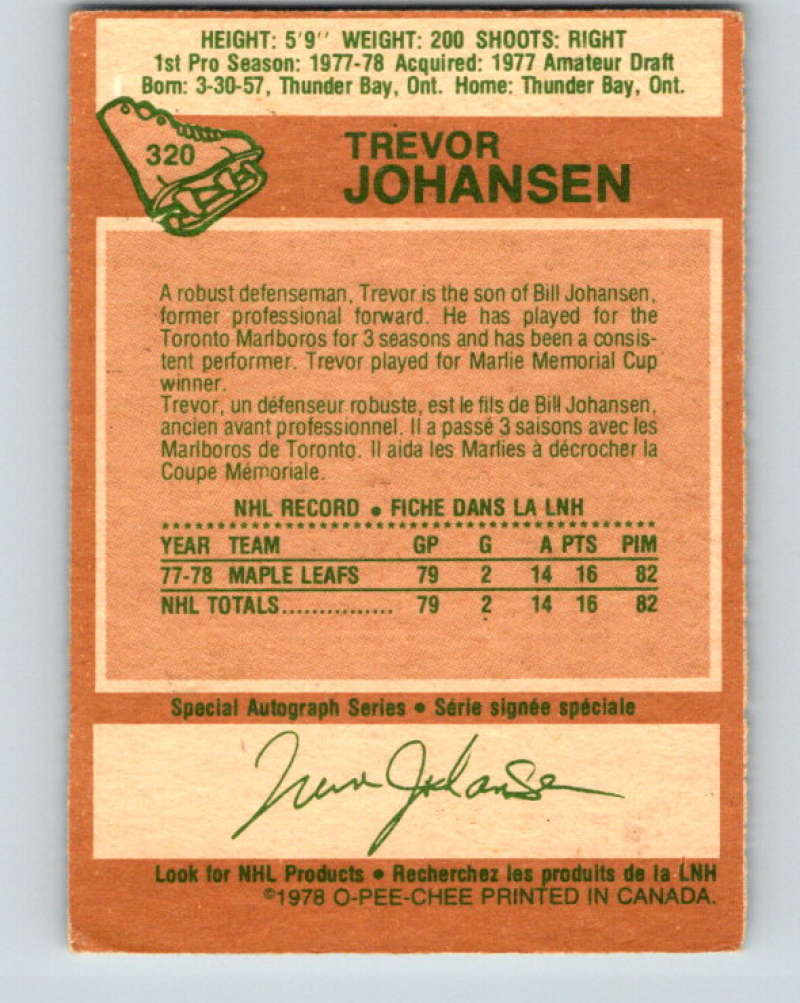 HEIGHT: 5'9'' WEIGHT: 200 SHOOTS: RIGHT
1st Pro Season: 1977-78 Acquired: 1977 Amateur Draft
Born: 3-30-57, Thunder Bay, Ont. Home: Thunder Bay, Ont.
320
TREVOR
JOHANSEN
A robust defenseman, Trevor is the son of Bill Johansen,
former professional forward. He has played for the
Toronto Marlboros for 3 seasons and has been a consis-
tent performer. Trevor played for Marlie Memorial Cup
winner.
Trevor, un défenseur robuste, est le fils de Bill Johansen,
ancien avant professionnel. Il a passé 3 saisons avec les
Marlboros de Toronto. Il aida les Marlies à décrocher la
Coupe Mémoriale.
NHL RECORD • FICHE DANS LA LNH
YEAR TEAM GP G A PTS PIM
77-78 MAPLE LEAFS 79 2 14 16 82
NHL TOTALS............... 79 2 14 16 82
Special Autograph Series • Série signée spéciale
Trevor Johansen
Look for NHL Products • Recherchez les produits de la LNH
©1978 O-PEE-CHEE PRINTED IN CANADA.